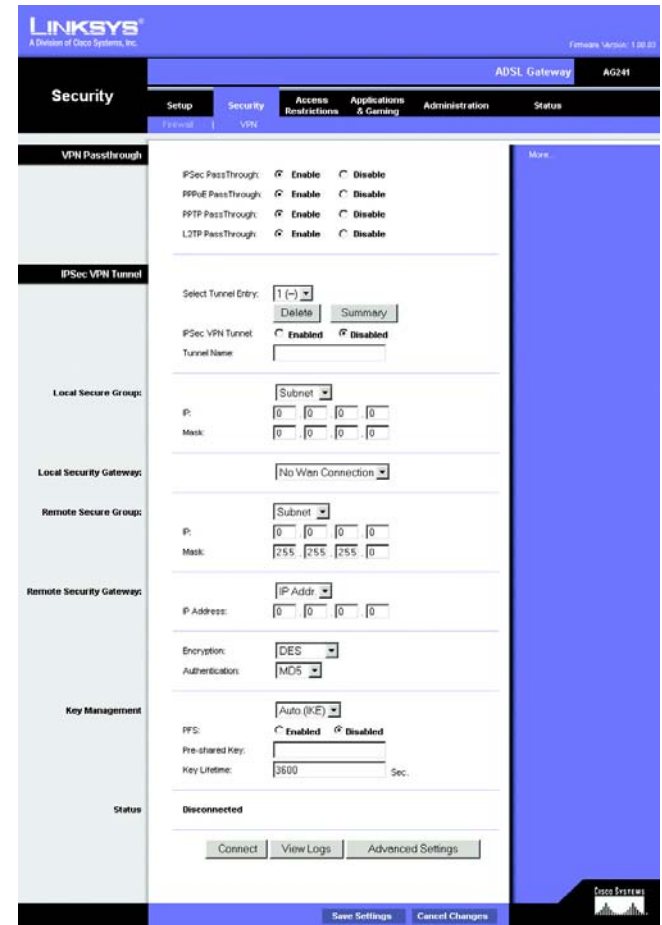 LINKSYS®
A Division of Cisco Systems, Inc.
Firmware Version: 1.00.03
ADSL Gateway AG241
Security
Setup Security Access Restrictions Applications & Gaming Administration Status
Firewall | VPN
VPN Passthrough
More...
IPSec PassThrough: Enable Disable
PPPoE PassThrough: Enable Disable
PPTP PassThrough: Enable Disable
L2TP PassThrough: Enable Disable
IPSec VPN Tunnel
Select Tunnel Entry: 1 (--)
Delete Summary
IPSec VPN Tunnel: Enabled Disabled
Tunnel Name:
Local Secure Group: Subnet
IP: 0 . 0 . 0 . 0
Mask: 0 . 0 . 0 . 0
Local Security Gateway: No Wan Connection
Remote Secure Group: Subnet
IP: 0 . 0 . 0 . 0
Mask: 255 . 255 . 255 . 0
Remote Security Gateway: IP Addr.
IP Address: 0 . 0 . 0 . 0
Encryption: DES
Authentication: MD5
Key Management Auto.(IKE)
PFS: Enabled Disabled
Pre-shared Key:
Key Lifetime: 3600 Sec.
Status Disconnected
Connect View Logs Advanced Settings
Save Settings Cancel Changes
Cisco Systems